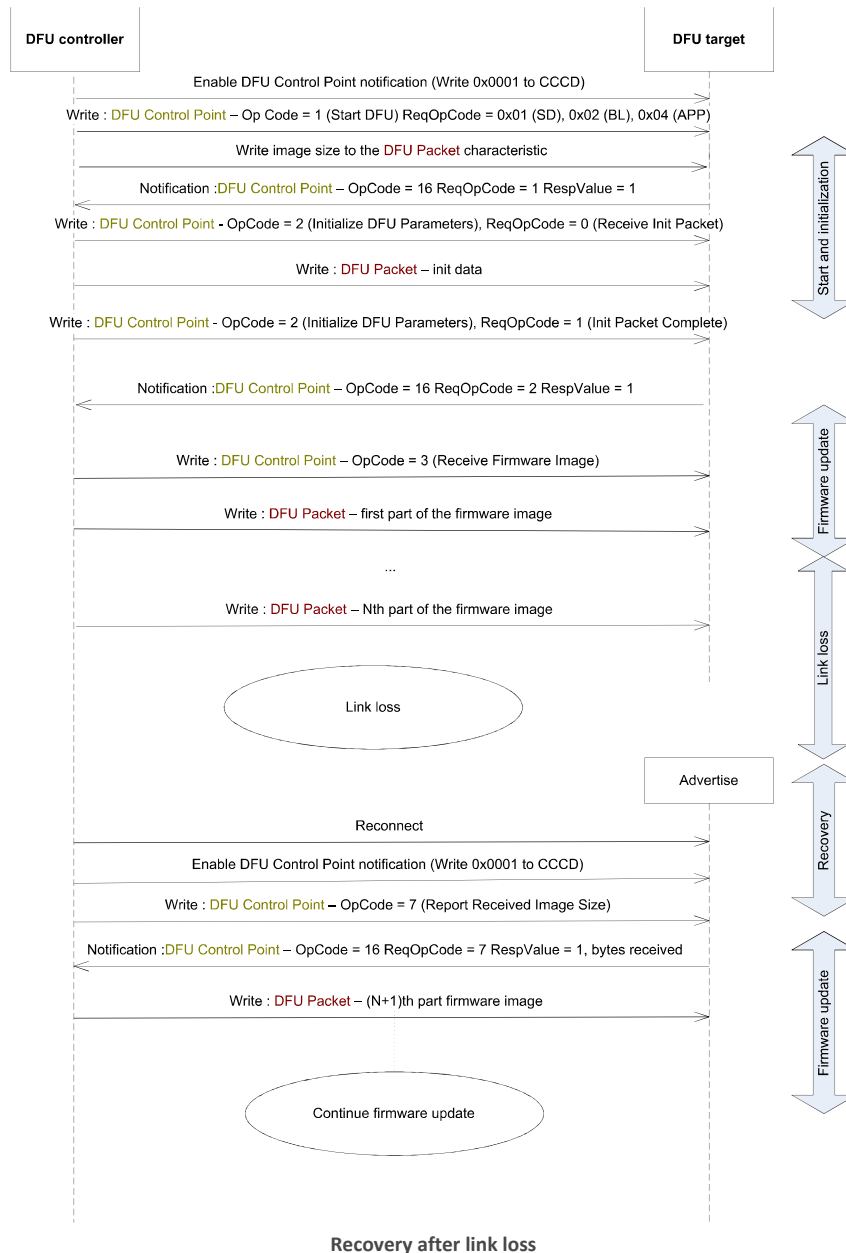 DFU controller
DFU target
Enable DFU Control Point notification (Write 0x0001 to CCCD)
Write : DFU Control Point – Op Code = 1 (Start DFU) ReqOpCode = 0x01 (SD), 0x02 (BL), 0x04 (APP)
Write image size to the DFU Packet characteristic
Notification :DFU Control Point – OpCode = 16 ReqOpCode = 1 RespValue = 1
Write : DFU Control Point - OpCode = 2 (Initialize DFU Parameters), ReqOpCode = 0 (Receive Init Packet)
Write : DFU Packet – init data
Start and initialization
Write : DFU Control Point - OpCode = 2 (Initialize DFU Parameters), ReqOpCode = 1 (Init Packet Complete)
Notification :DFU Control Point – OpCode = 16 ReqOpCode = 2 RespValue = 1
Write : DFU Control Point – OpCode = 3 (Receive Firmware Image)
Firmware update
Write : DFU Packet – first part of the firmware image
...
Write : DFU Packet – Nth part of the firmware image
Link loss
Link loss
Advertise
Reconnect
Recovery
Enable DFU Control Point notification (Write 0x0001 to CCCD)
Write : DFU Control Point – OpCode = 7 (Report Received Image Size)
Notification :DFU Control Point – OpCode = 16 ReqOpCode = 7 RespValue = 1, bytes received
Write : DFU Packet – (N+1)th part firmware image
Firmware update
Continue firmware update
Recovery after link loss